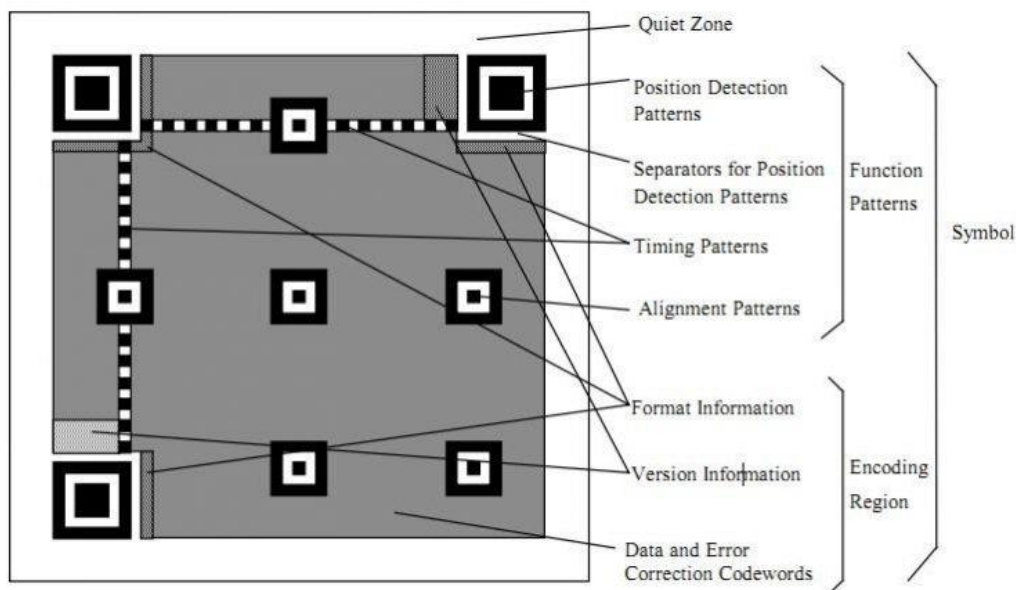 Quiet Zone
Position Detection
Patterns
Separators for Position
Detection Patterns
Timing Patterns
Alignment Patterns
Format Information
Version Information
Data and Error
Correction Codewords
Function
Patterns
Encoding
Region
Symbol